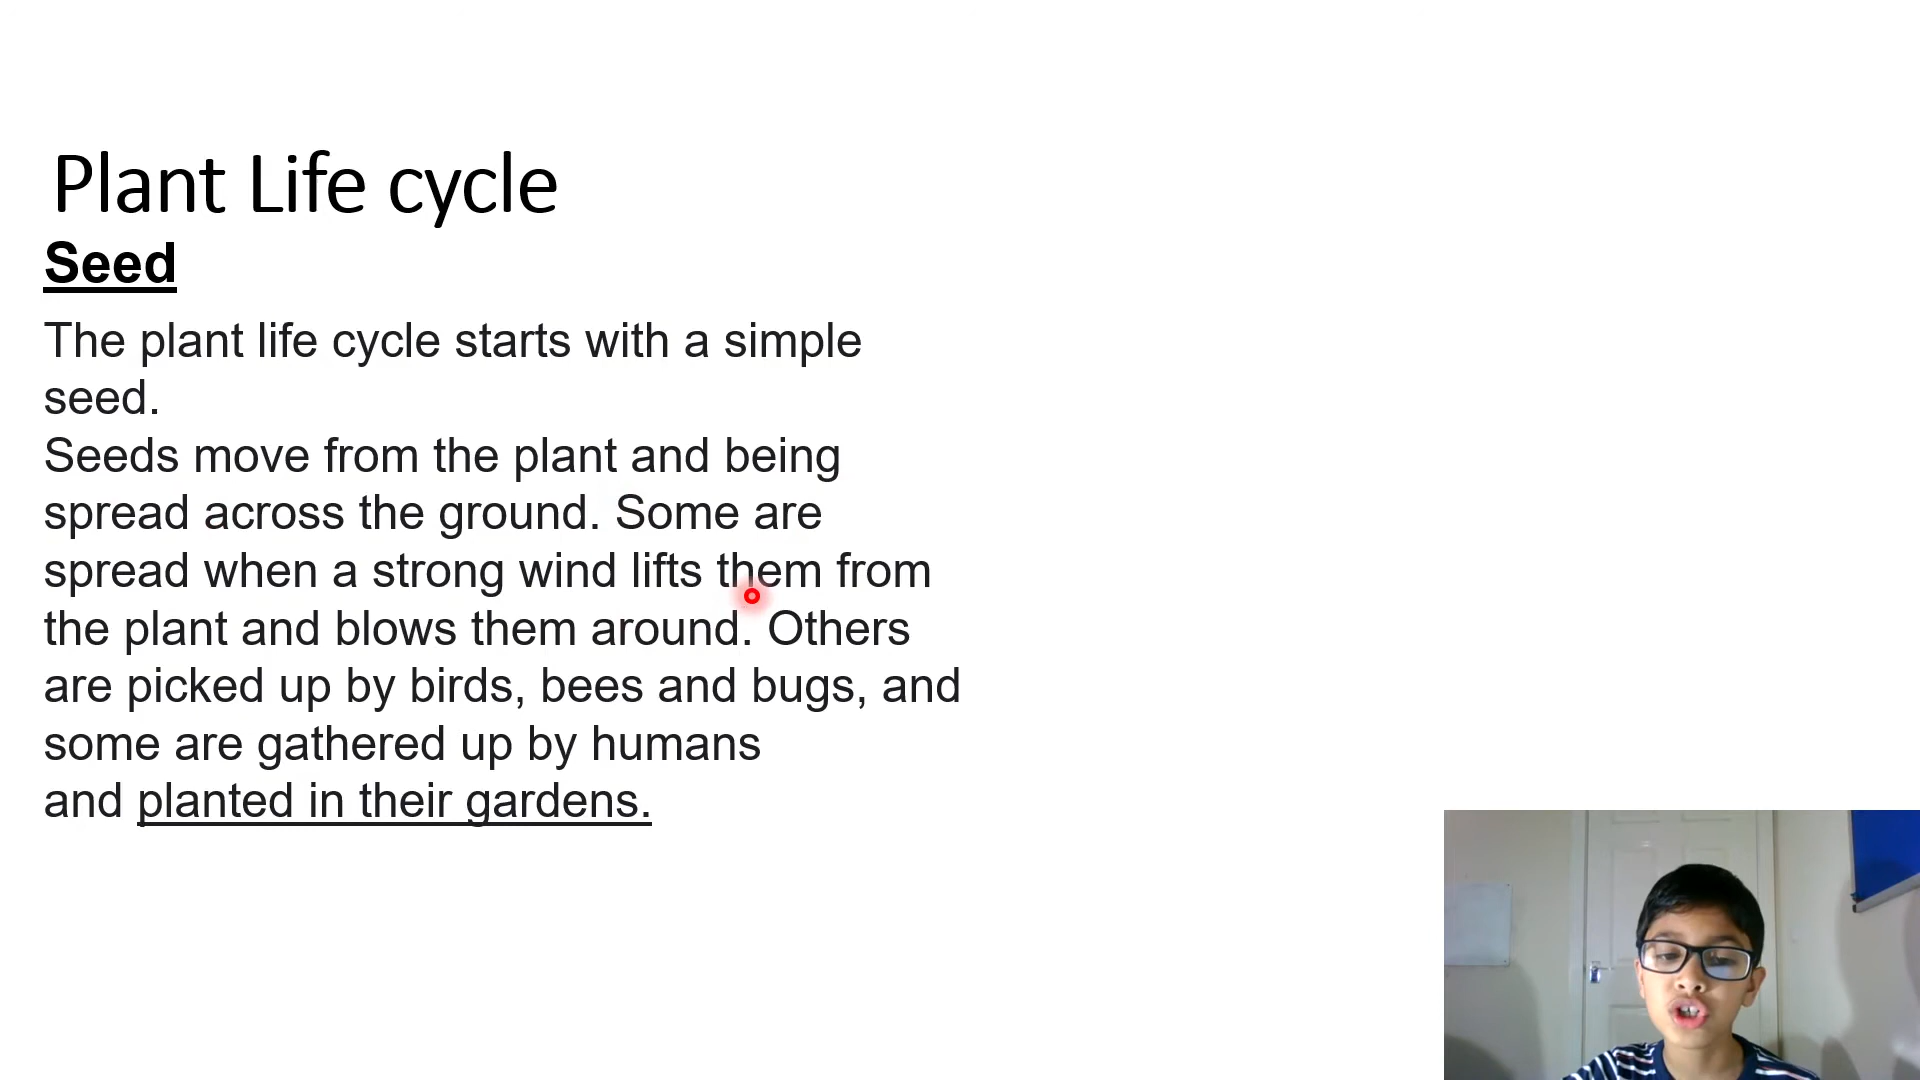 Plant Life cycle
Seed
The plant life cycle starts with a simple
seed.
Seeds move from the plant and being
spread across the ground. Some are
spread when a strong wind lifts them from
the plant and blows them around. Others
are picked up by birds, bees and bugs, and
some are gathered up by humans
and planted in their gardens.